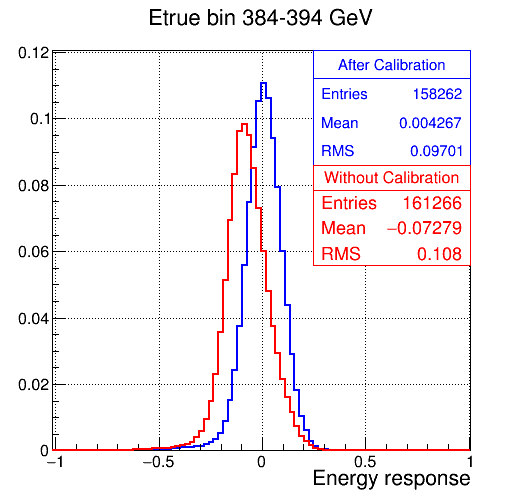 Etrue bin 384-394 GeV
After Calibration
Entries 158262
Mean 0.004267
RMS 0.09701
Without Calibration
Entries 161266
Mean −0.07279
RMS 0.108
0.12
0.1
0.08
0.06
0.04
0.02
0
−1 −0.5 0 0.5 1
Energy response